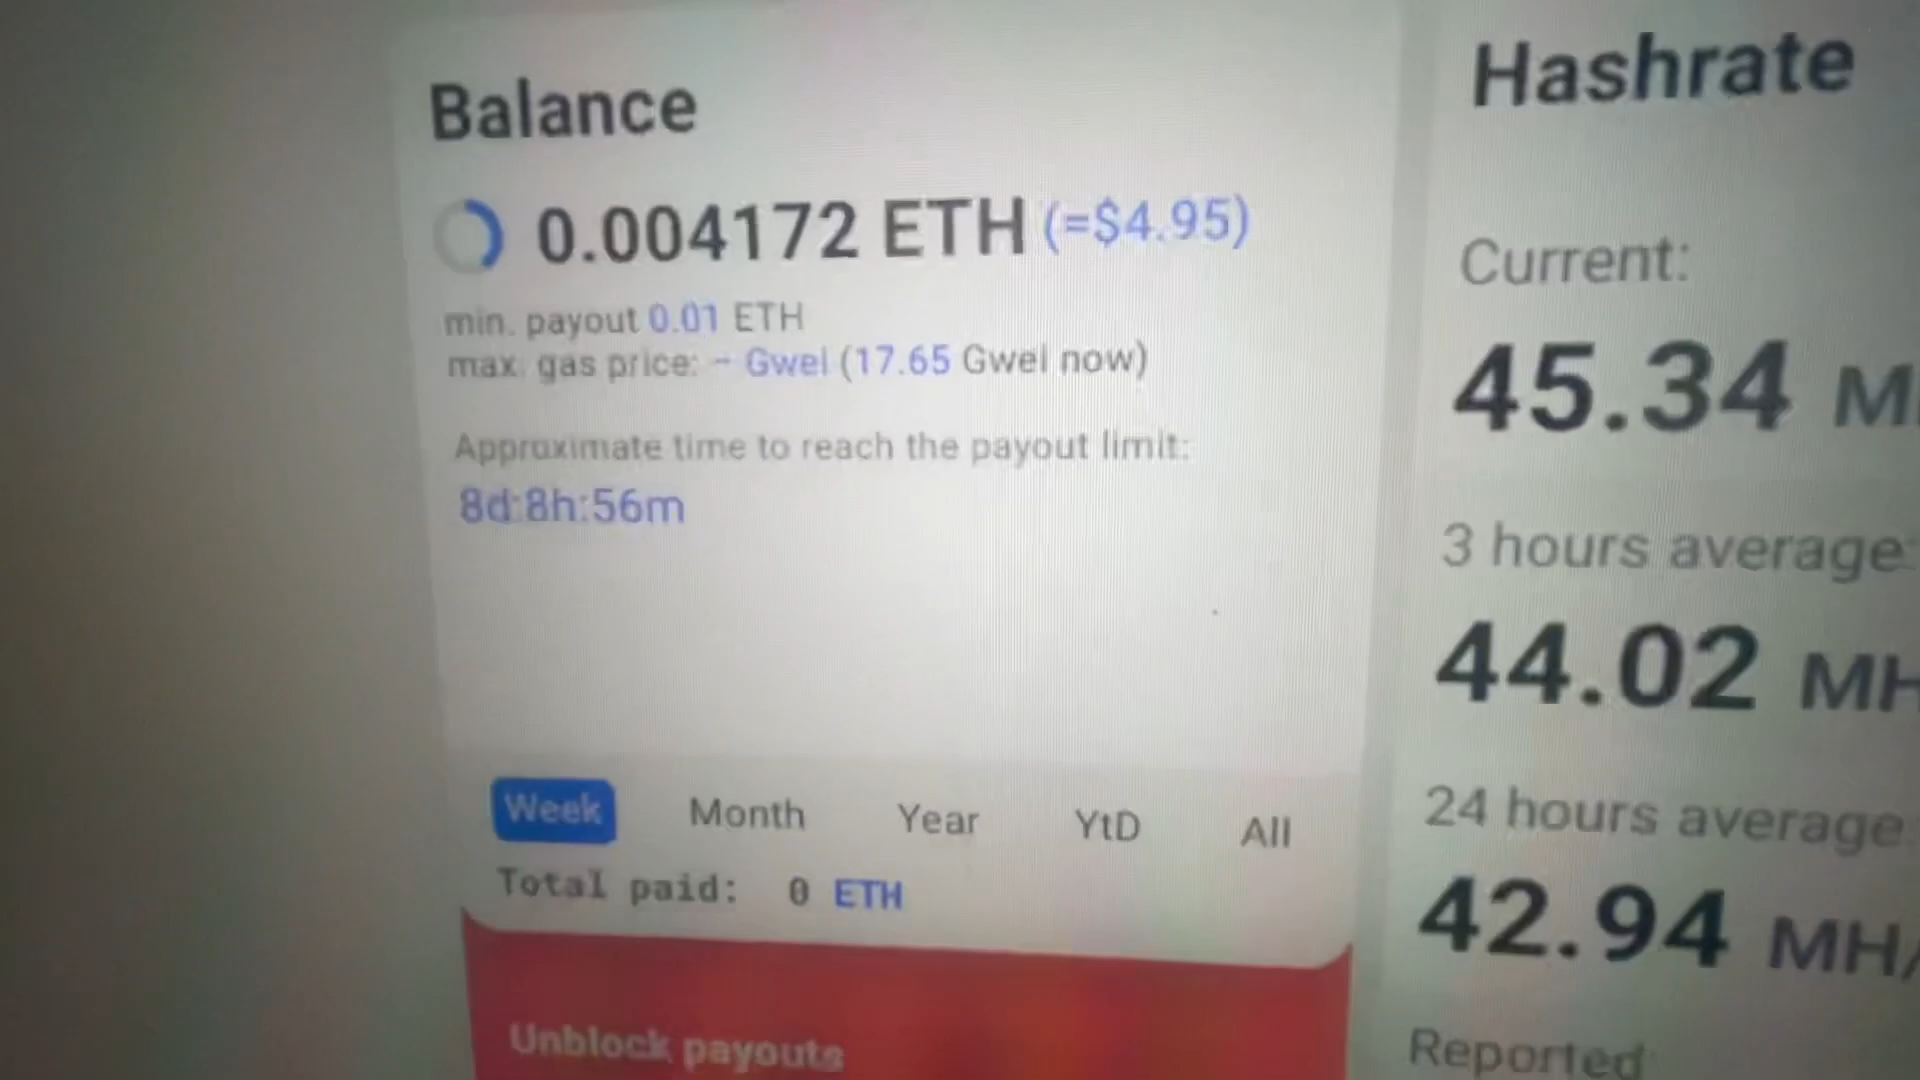 Balance
0.004172 ETH (=$4.95)
min. payout 0.01 ETH
max. gas price: - Gwei (17.65 Gwei now)
Approximate time to reach the payout limit:
8d:8h:56m
Week Month Year YtD All
Total paid: 0 ETH
Unblock payouts
Hashrate
Current:
45.34
3 hours average:
44.02 MH
24 hours average:
42.94 MH/
Reported